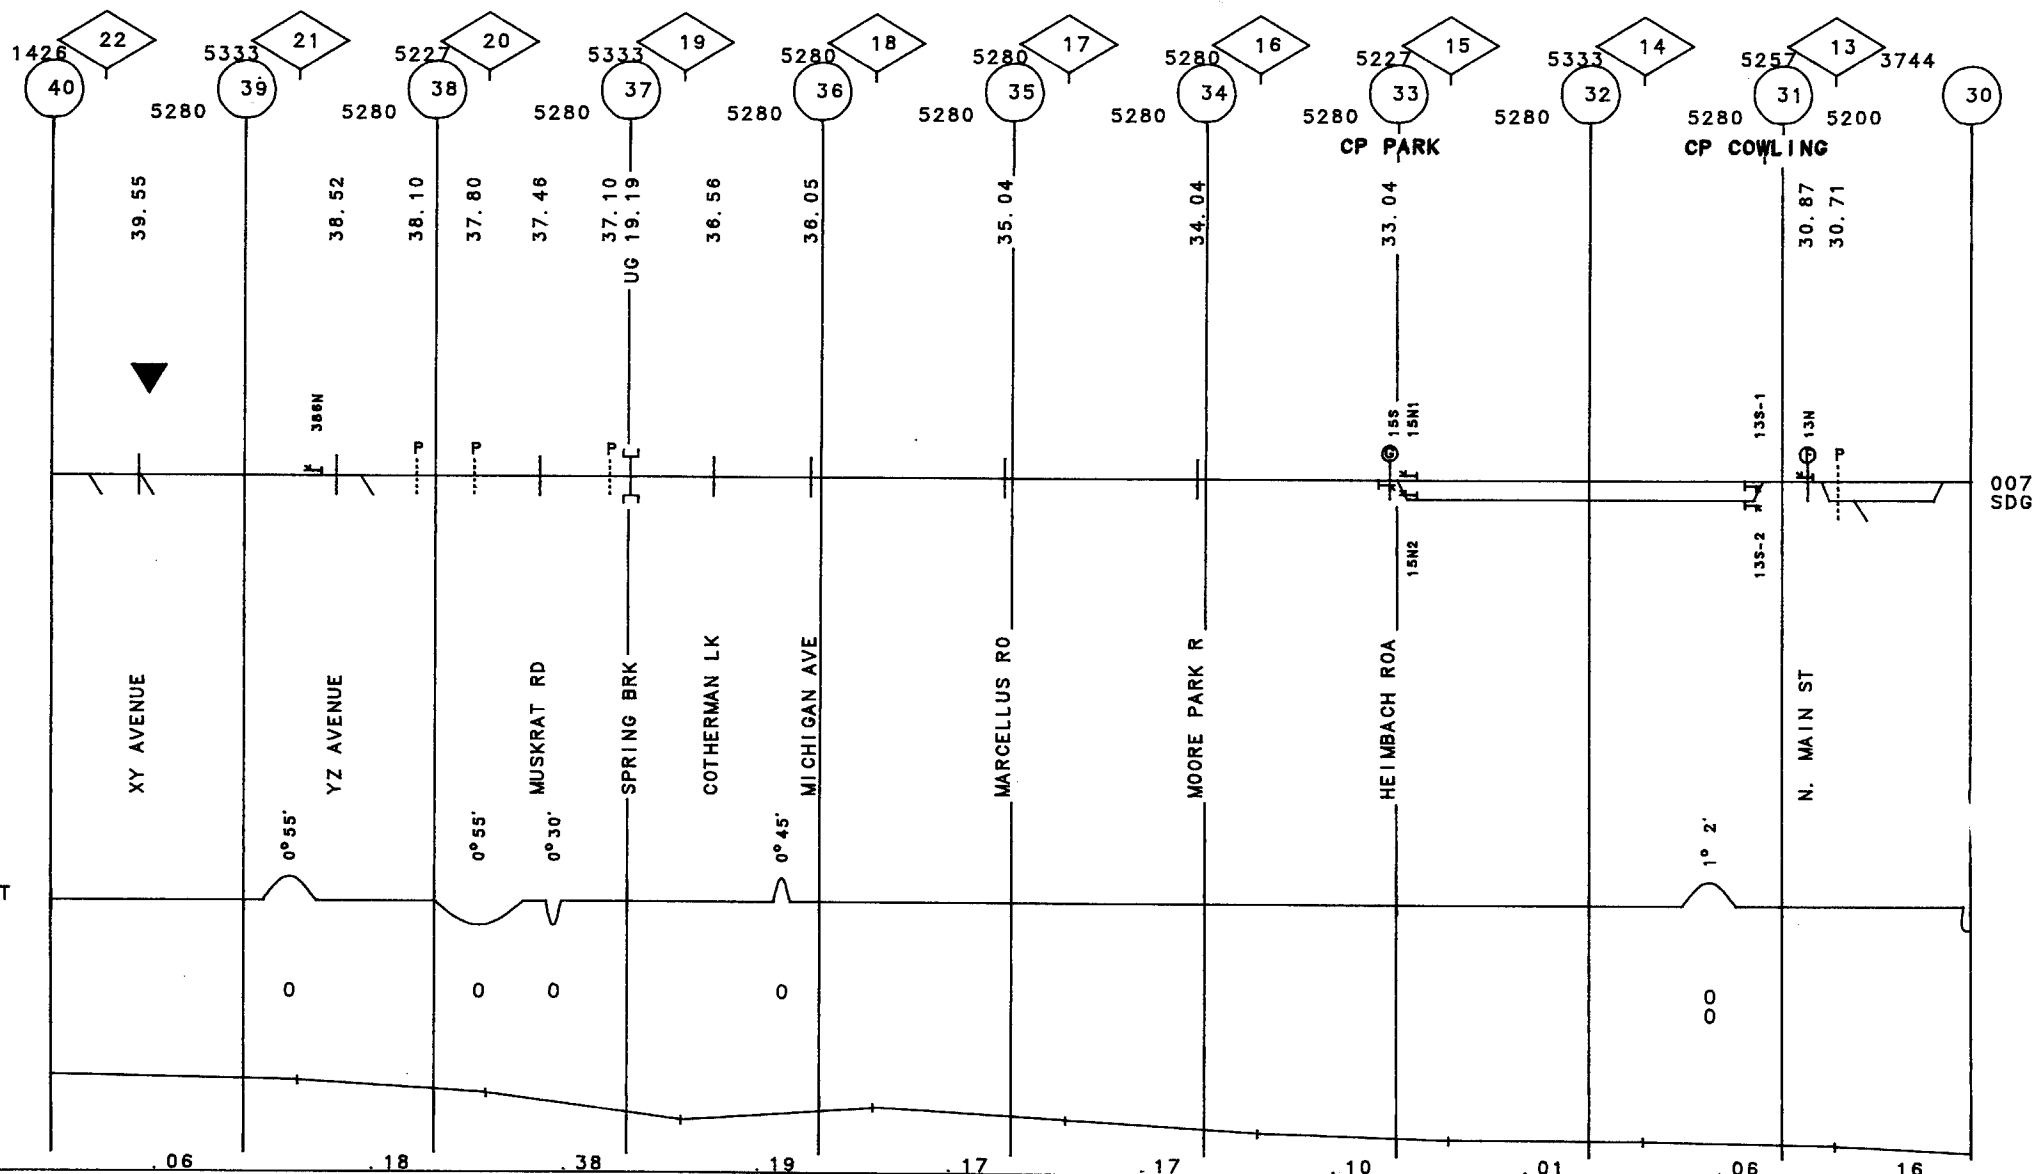 22 21 20 19 18 17 16 15 14 13
1426 5333 5227 5333 5280 5280 5280 5227 5333 5257 3744
40 39 38 37 36 35 34 33 32 31 30
5280 5280 5280 5280 5280 5280 5280 5280 5280 5200
CP PARK CP COWLING
39.55
38.52
38.10
37.80
37.46
37.10
UG 19.19
36.56
36.05
35.04
34.04
33.04
30.87
30.71
386N
P
P
P
15S
15N1
13S-1
13N
P
G
007
SDG
15N2
13S-2
XY AVENUE
YZ AVENUE
MUSKRAT RD
SPRING BRK
COTHERMAN LK
MICHIGAN AVE
MARCELLUS RO
MOORE PARK R
HEIMBACH ROA
N. MAIN ST
0°55'
0°55'
0°30'
0°45'
1° 2'
T
0 0 0 0 0
0
.06 .18 .38 .19 .17 .17 .10 .01 .06 .16